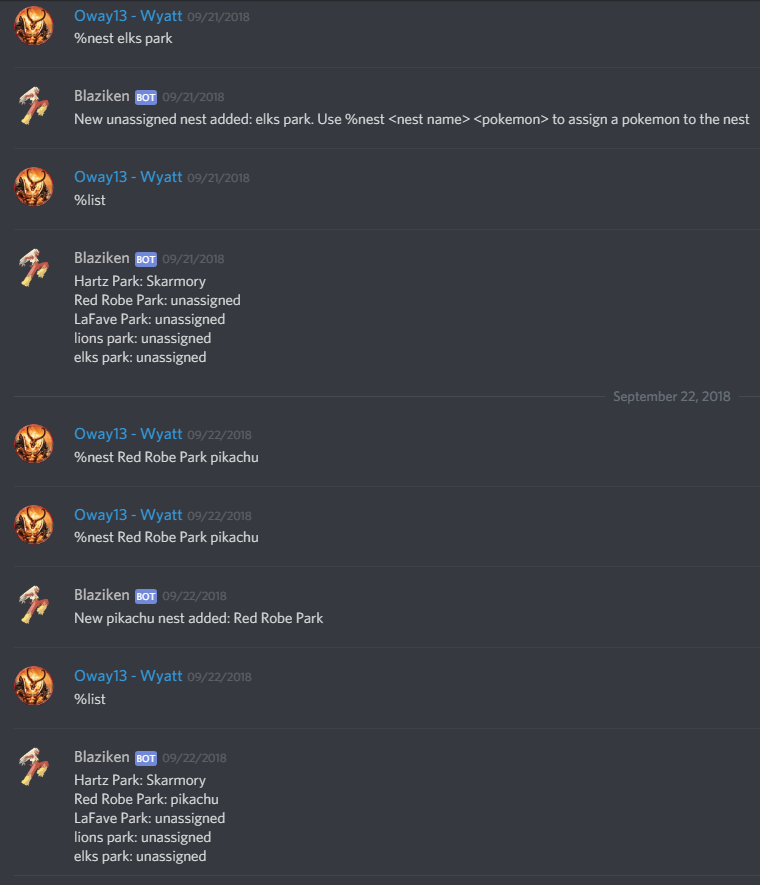 Oway13 - Wyatt 09/21/2018
%nest elks park
Blaziken BOT 09/21/2018
New unassigned nest added: elks park. Use %nest <nest name> <pokemon> to assign a pokemon to the nest
Oway13 - Wyatt 09/21/2018
%list
Blaziken BOT 09/21/2018
Hartz Park: Skarmory
Red Robe Park: unassigned
LaFave Park: unassigned
lions park: unassigned
elks park: unassigned
September 22, 2018
Oway13 - Wyatt 09/22/2018
%nest Red Robe Park pikachu
Oway13 - Wyatt 09/22/2018
%nest Red Robe Park pikachu
Blaziken BOT 09/22/2018
New pikachu nest added: Red Robe Park
Oway13 - Wyatt 09/22/2018
%list
Blaziken BOT 09/22/2018
Hartz Park: Skarmory
Red Robe Park: pikachu
LaFave Park: unassigned
lions park: unassigned
elks park: unassigned